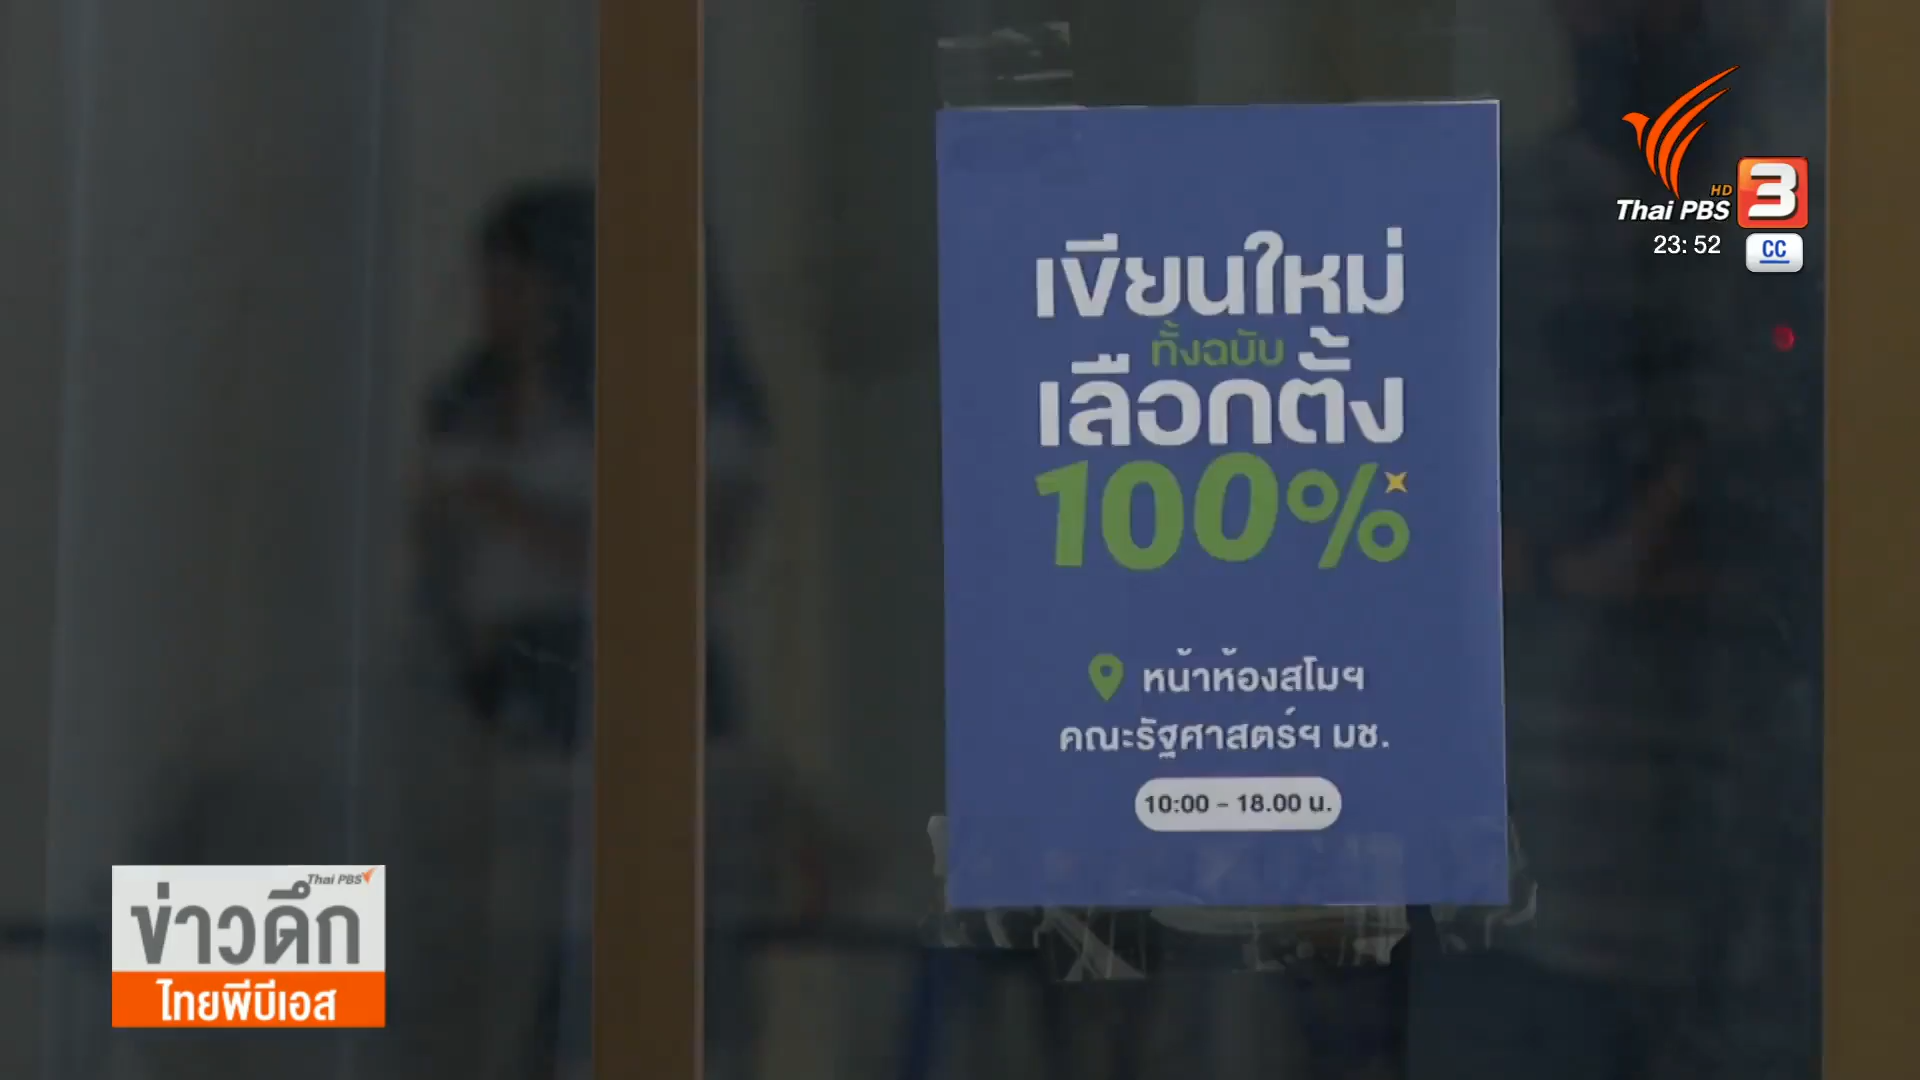 เขียนใหม่
ทั้งฉบับ
เลือกตั้ง
100%
หน้าห้องสโมฯ
คณะรัฐศาสตร์ฯ มช.
10:00 - 18.00 น.
HD
Thai PBS 3
23:52
CC
Thai PBS
ข่าวดึก
ไทยพีบีเอส